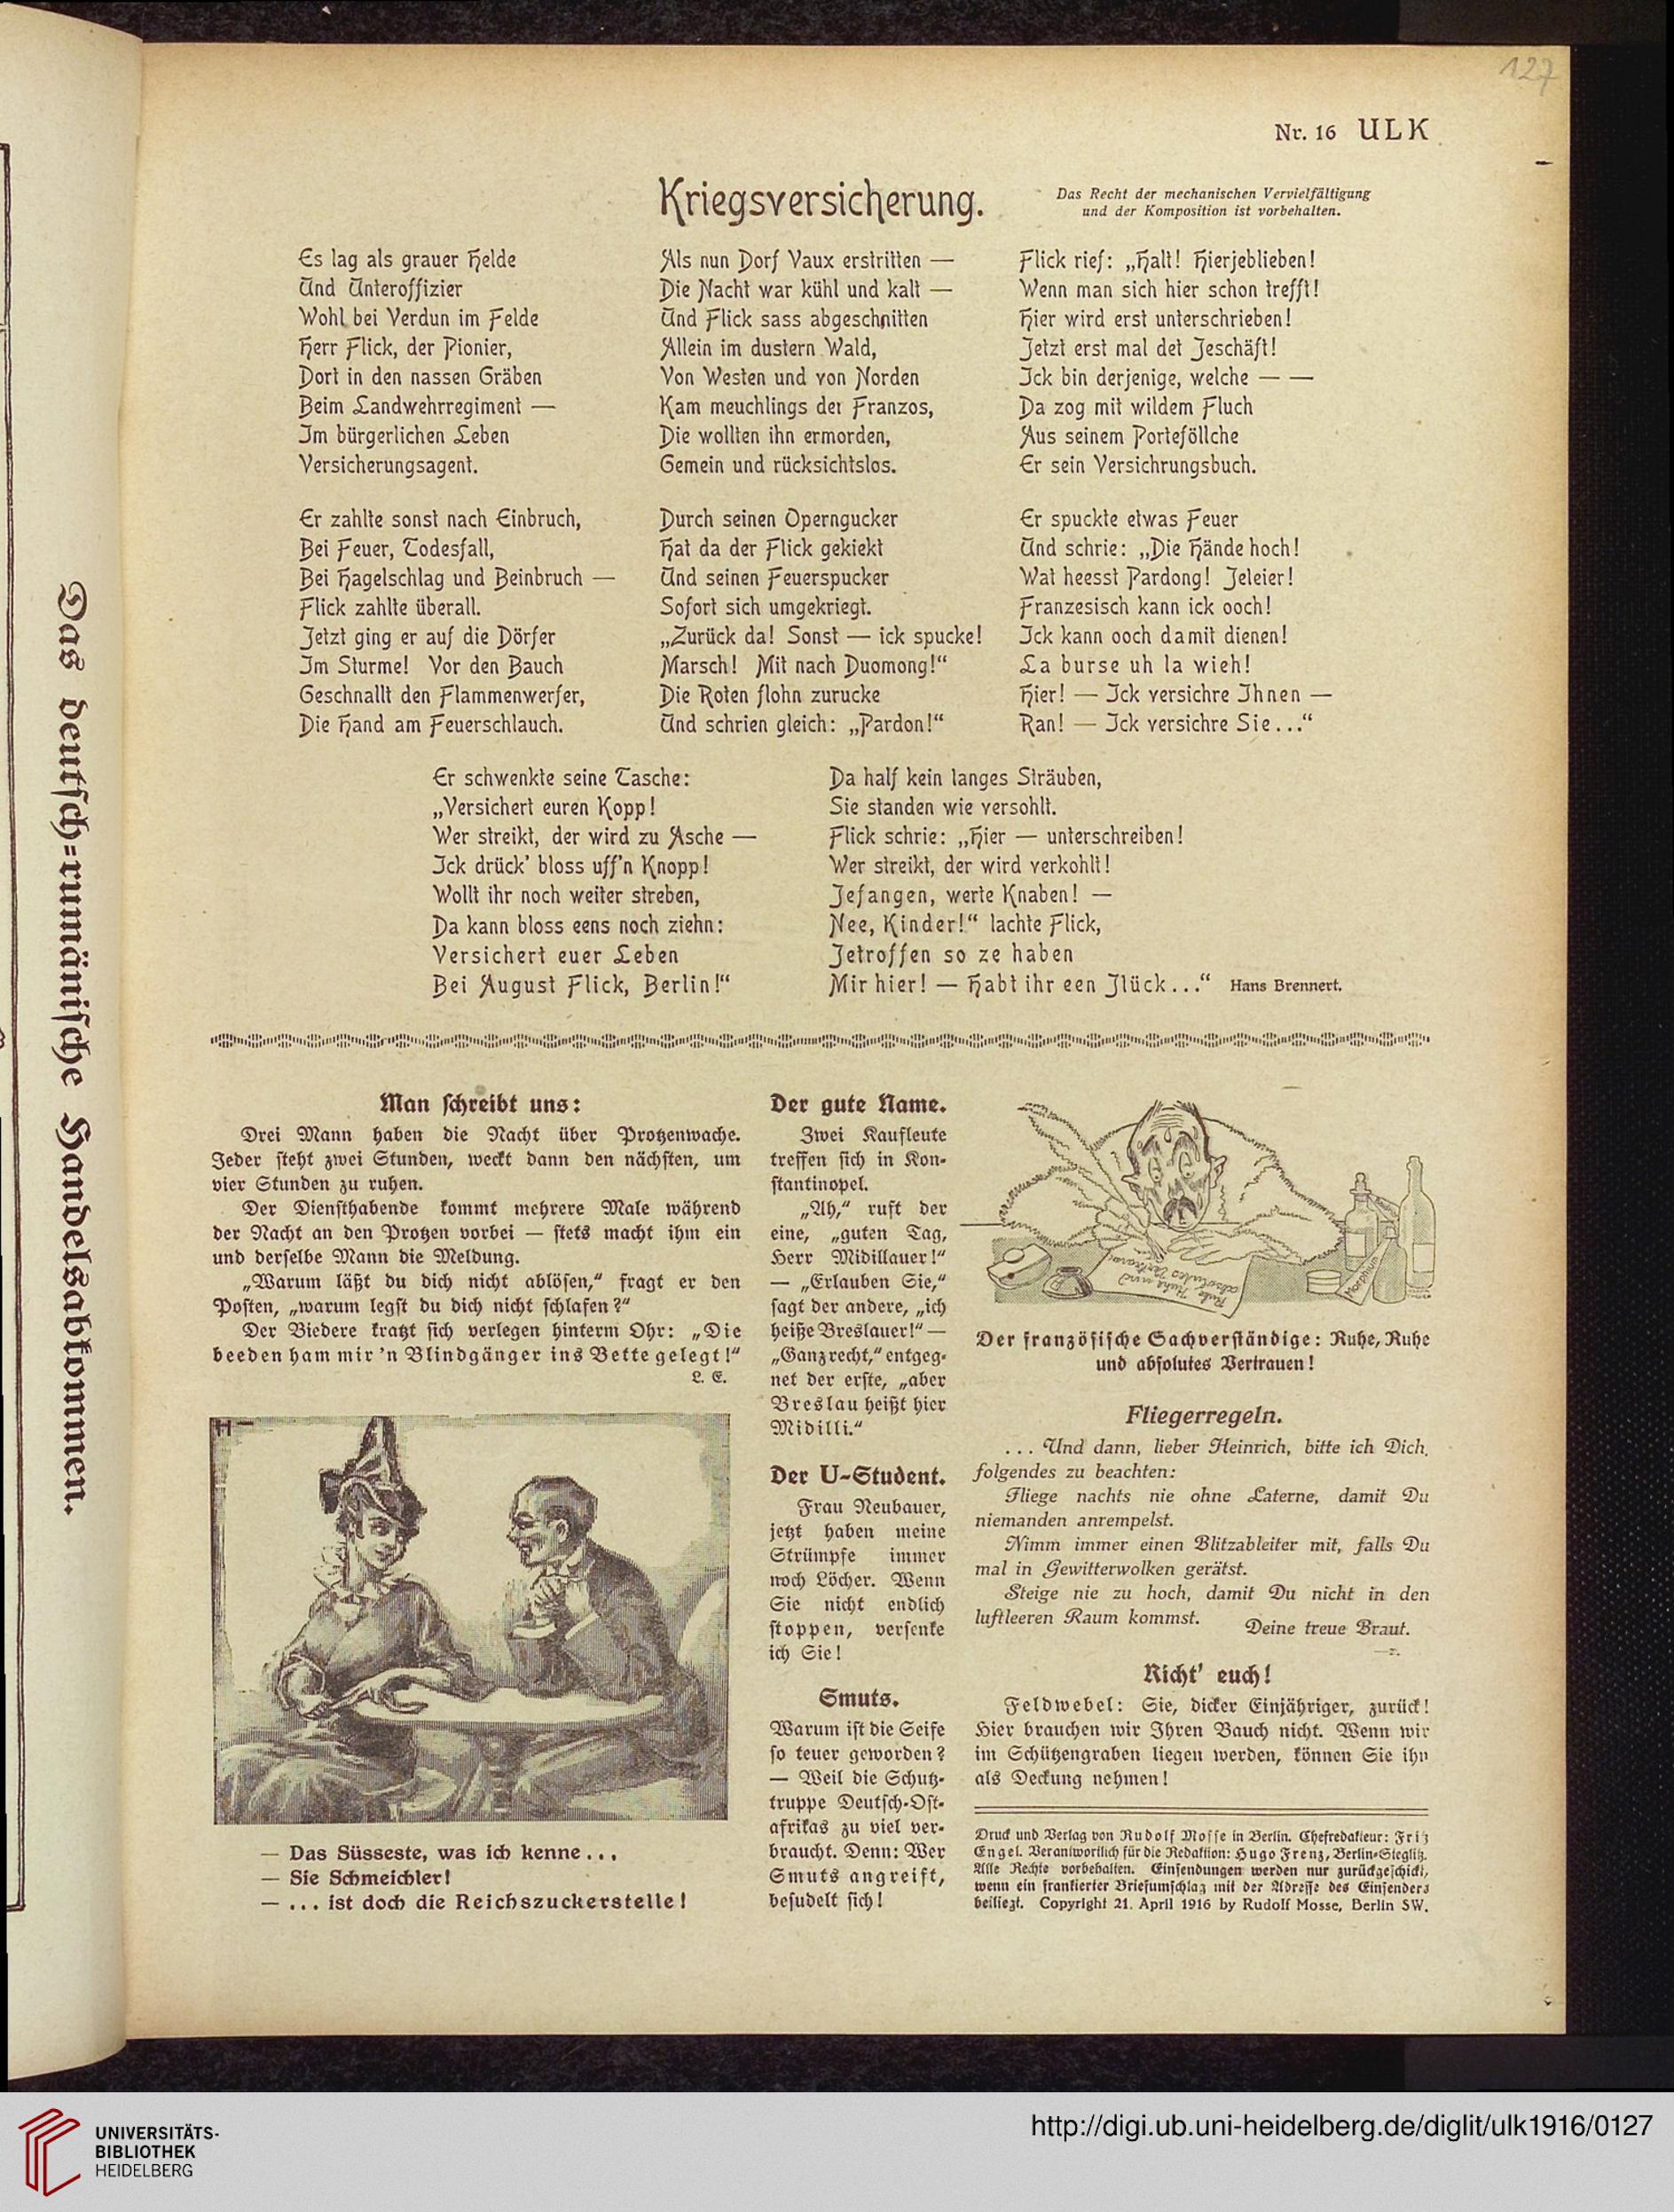 127
Nr. 16 ULK
Kriegsversicherung.
Das Recht der mechanischen Vervielfältigung
und der Komposition ist vorbehalten.
Es lag als grauer Helde
Und Unteroffizier
Wohl bei Verdun im Felde
Herr Flick, der Pionier,
Dort in den nassen Gräben
Beim Landwehrregiment —
Im bürgerlichen Leben
Versicherungsagent.
Er zahlte sonst nach Einbruch,
Bei Feuer, Todesfall,
Bei Hagelschlag und Beinbruch —
Flick zahlte überall.
Jetzt ging er auf die Dörfer
Im Sturme! Vor den Bauch
Geschnallt den Flammenwerfer,
Die Hand am Feuerschlauch.
Als nun Dorf Vaux erstritten —
Die Nacht war kühl und kalt —
Und Flick sass abgeschnitten
Allein im dustern Wald,
Von Westen und von Norden
Kam meuchlings der Franzos,
Die wollten ihn ermorden,
Gemein und rücksichtslos.
Durch seinen Operngucker
Hat da der Flick gekiekt
Und seinen Feuerspucker
Sofort sich umgekriegt.
„Zurück da! Sonst — ick spucke!
Marsch! Mit nach Duomong!“
Die Roten flohn zurucke
Und schrien gleich: „Pardon!“
Flick rief: „Halt! Hierjeblieben!
Wenn man sich hier schon trefft!
Hier wird erst unterschrieben!
Jetzt erst mal det Jeschäft!
Ick bin derjenige, welche — —
Da zog mit wildem Fluch
Aus seinem Porteföllche
Er sein Versichrungsbuch.
Er spuckte etwas Feuer
Und schrie: „Die Hände hoch!
Wat heesst Pardong! Jeleier!
Franzesisch kann ick ooch!
Ick kann ooch damit dienen!
La burse uh la wieh!
Hier! — Ick versichre Ihnen —
Ran! — Ick versichre Sie...“
Er schwenkte seine Tasche:
„Versichert euren Kopp!
Wer streikt, der wird zu Asche —
Ick drück’ bloss uff’n Knopp!
Wollt ihr noch weiter streben,
Da kann bloss eens noch ziehn:
Versichert euer Leben
Bei August Flick, Berlin!“
Da half kein langes Sträuben,
Sie standen wie versohlt.
Flick schrie: „Hier — unterschreiben!
Wer streikt, der wird verkohlt!
Jefangen, werte Knaben! —
Nee, Kinder!“ lachte Flick,
Jetroffen so ze haben
Mir hier! — Habt ihr een Jlück...“ Hans Brennert.
Das deutsch-rumänische Handelsabkommen.
Man schreibt uns:
Drei Mann haben die Nacht über Protzenwache.
Jeder steht zwei Stunden, weckt dann den nächsten, um
vier Stunden zu ruhen.
Der Diensthabende kommt mehrere Male während
der Nacht an den Protzen vorbei — stets macht ihm ein
und derselbe Mann die Meldung.
„Warum läßt du dich nicht ablösen,“ fragt er den
Posten, „warum legst du dich nicht schlafen?“
Der Biedere kratzt sich verlegen hinterm Ohr: „Die
beeden ham mir ’n Blindgänger ins Bette gelegt!“
L. E.
H
— Das Süsseste, was ich kenne...
— Sie Schmeichler!
— ... ist doch die Reichszuckerstelle!
Der gute Name.
Zwei Kaufleute
treffen sich in Kon-
stantinopel.
„Ah,“ ruft der
eine, „guten Tag,
Herr Midillauer!“
— „Erlauben Sie,“
sagt der andere, „ich
heiße Breslauer!“ —
„Ganz recht,“ entgeg-
net der erste, „aber
Breslau heißt hier
Midilli.“
Der U-Student.
Frau Neubauer,
jetzt haben meine
Strümpfe immer
noch Löcher. Wenn
Sie nicht endlich
stoppen, versenke
ich Sie!
Smuts.
Warum ist die Seife
so teuer geworden?
— Weil die Schutz-
truppe Deutsch-Ost-
afrikas zu viel ver-
braucht. Denn: Wer
Smuts angreift,
besudelt sich!
Ruhe Ruhe und
absolutes Vertrauen
Morphium
Der französische Sachverständige: Ruhe, Ruhe
und absolutes Vertrauen!
Fliegerregeln.
... Und dann, lieber Heinrich, bitte ich Dich,
folgendes zu beachten:
Fliege nachts nie ohne Laterne, damit Du
niemanden anrempelst.
Nimm immer einen Blitzableiter mit, falls Du
mal in Gewitterwolken gerätst.
Steige nie zu hoch, damit Du nicht in den
luftleeren Raum kommst.
Deine treue Braut.
—z.
Richt’ euch!
Feldwebel: Sie, dicker Einjähriger, zurück!
Hier brauchen wir Ihren Bauch nicht. Wenn wir
im Schützengraben liegen werden, können Sie ihn
als Deckung nehmen!
Druck und Verlag von Rudolf Mosse in Berlin. Chefredakteur: Fritz
Engel. Verantwortlich für die Redaktion: Hugo Frenz, Berlin-Steglitz.
Alle Rechte vorbehalten. Einsendungen werden nur zurückgeschickt,
wenn ein frankierter Briefumschlag mit der Adresse des Einsenders
beiliegt. Copyright 21. April 1916 by Rudolf Mosse, Berlin SW.
UNIVERSITÄTS-
BIBLIOTHEK
HEIDELBERG
http://digi.ub.uni-heidelberg.de/diglit/ulk1916/0127